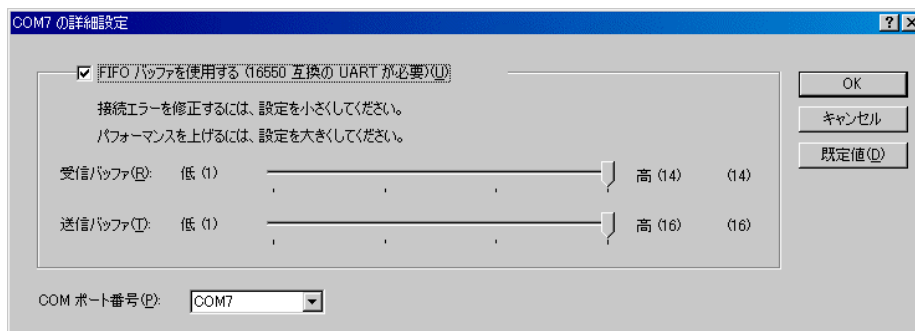 COM7 の詳細設定
FIFO バッファを使用する (16550 互換の UART が必要)(U)
接続エラーを修正するには、設定を小さくしてください。
パフォーマンスを上げるには、設定を大きくしてください。
受信バッファ(R): 低 (1) 高 (14) (14)
送信バッファ(T): 低 (1) 高 (16) (16)
COM ポート番号(P): COM7
OK
キャンセル
既定値(D)